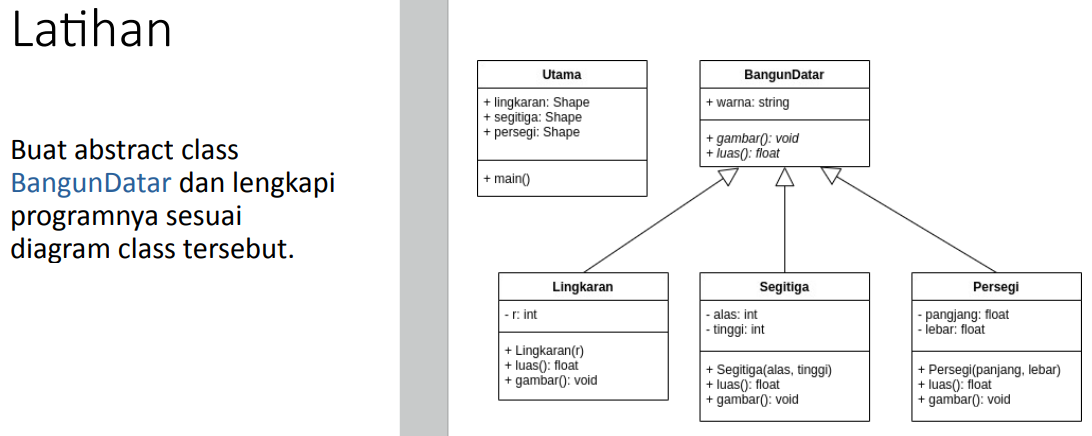 Latihan
Buat abstract class
BangunDatar dan lengkapi
programnya sesuai
diagram class tersebut.
Utama
+ lingkaran: Shape
+ segitiga: Shape
+ persegi: Shape
+ main()
BangunDatar
+ warna: string
+ gambar(): void
+ luas(): float
Lingkaran
- r: int
+ Lingkaran(r)
+ luas(): float
+ gambar(): void
Segitiga
- alas: int
- tinggi: int
+ Segitiga(alas, tinggi)
+ luas(): float
+ gambar(): void
Persegi
- pangjang: float
- lebar: float
+ Persegi(panjang, lebar)
+ luas(): float
+ gambar(): void